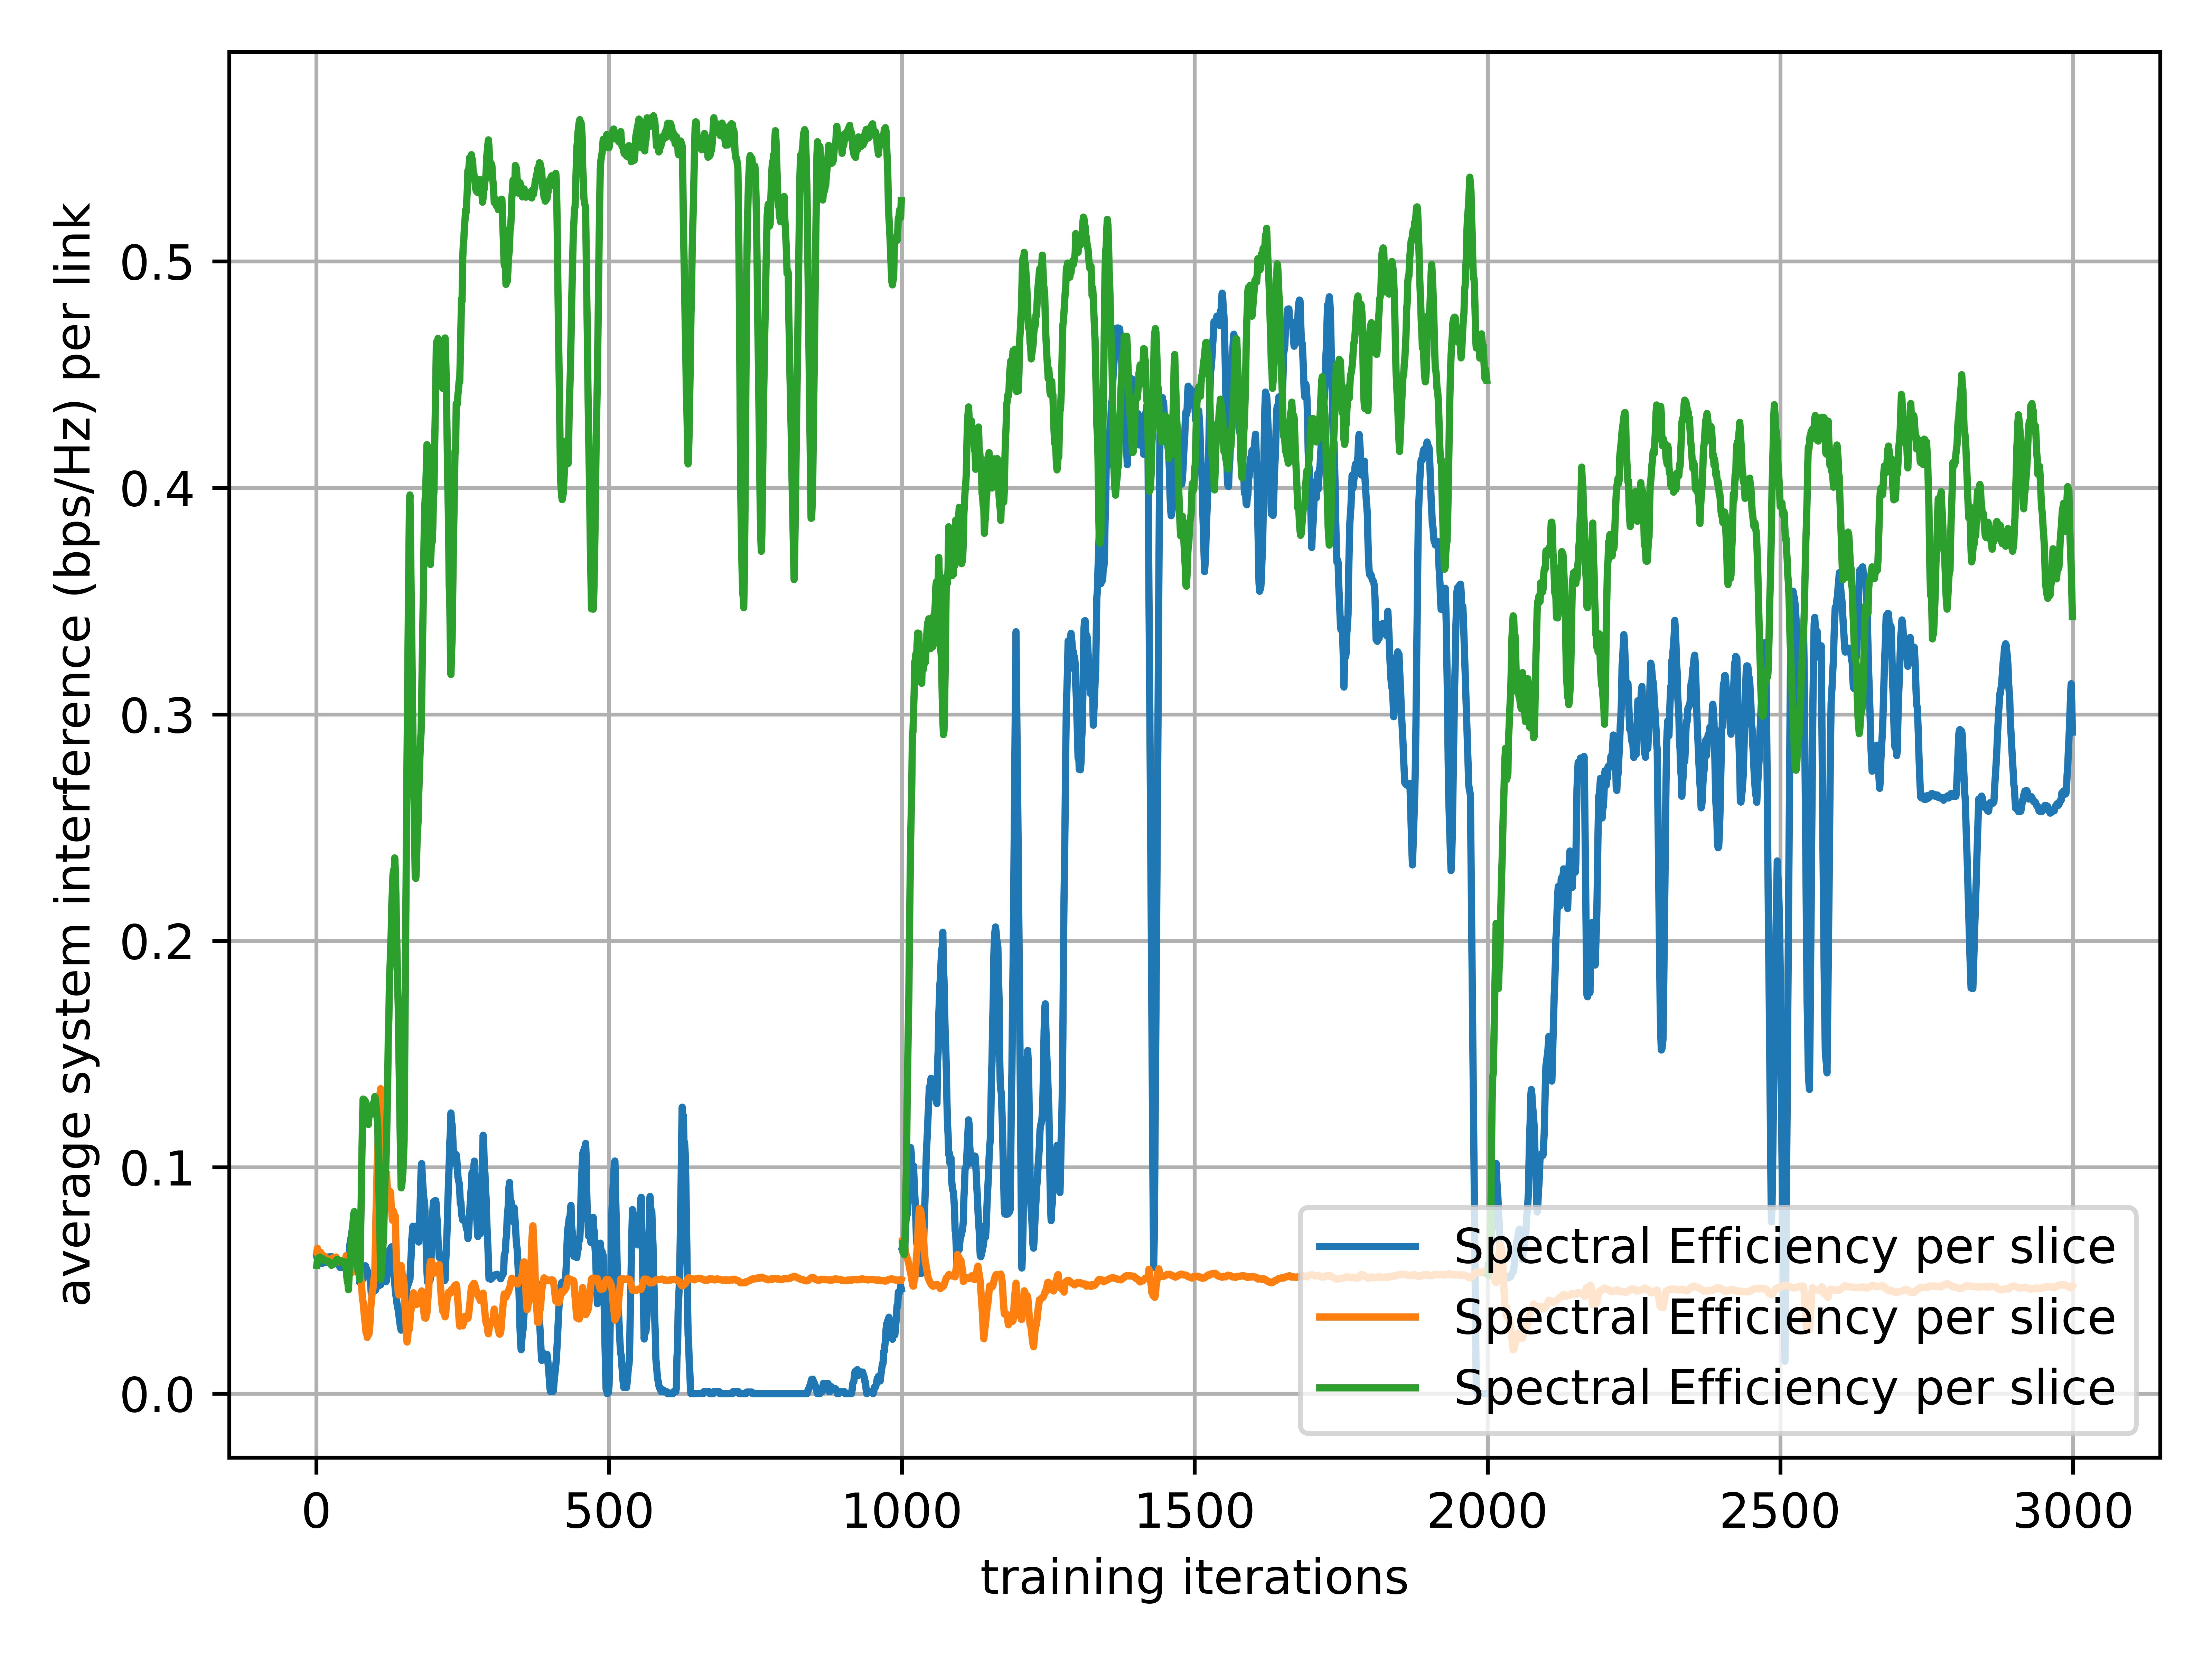 average system interference (bps/Hz) per link
0.5
0.4
0.3
0.2
0.1
0.0
Spectral Efficiency per slice
Spectral Efficiency per slice
Spectral Efficiency per slice
0 500 1000 1500 2000 2500 3000
training iterations